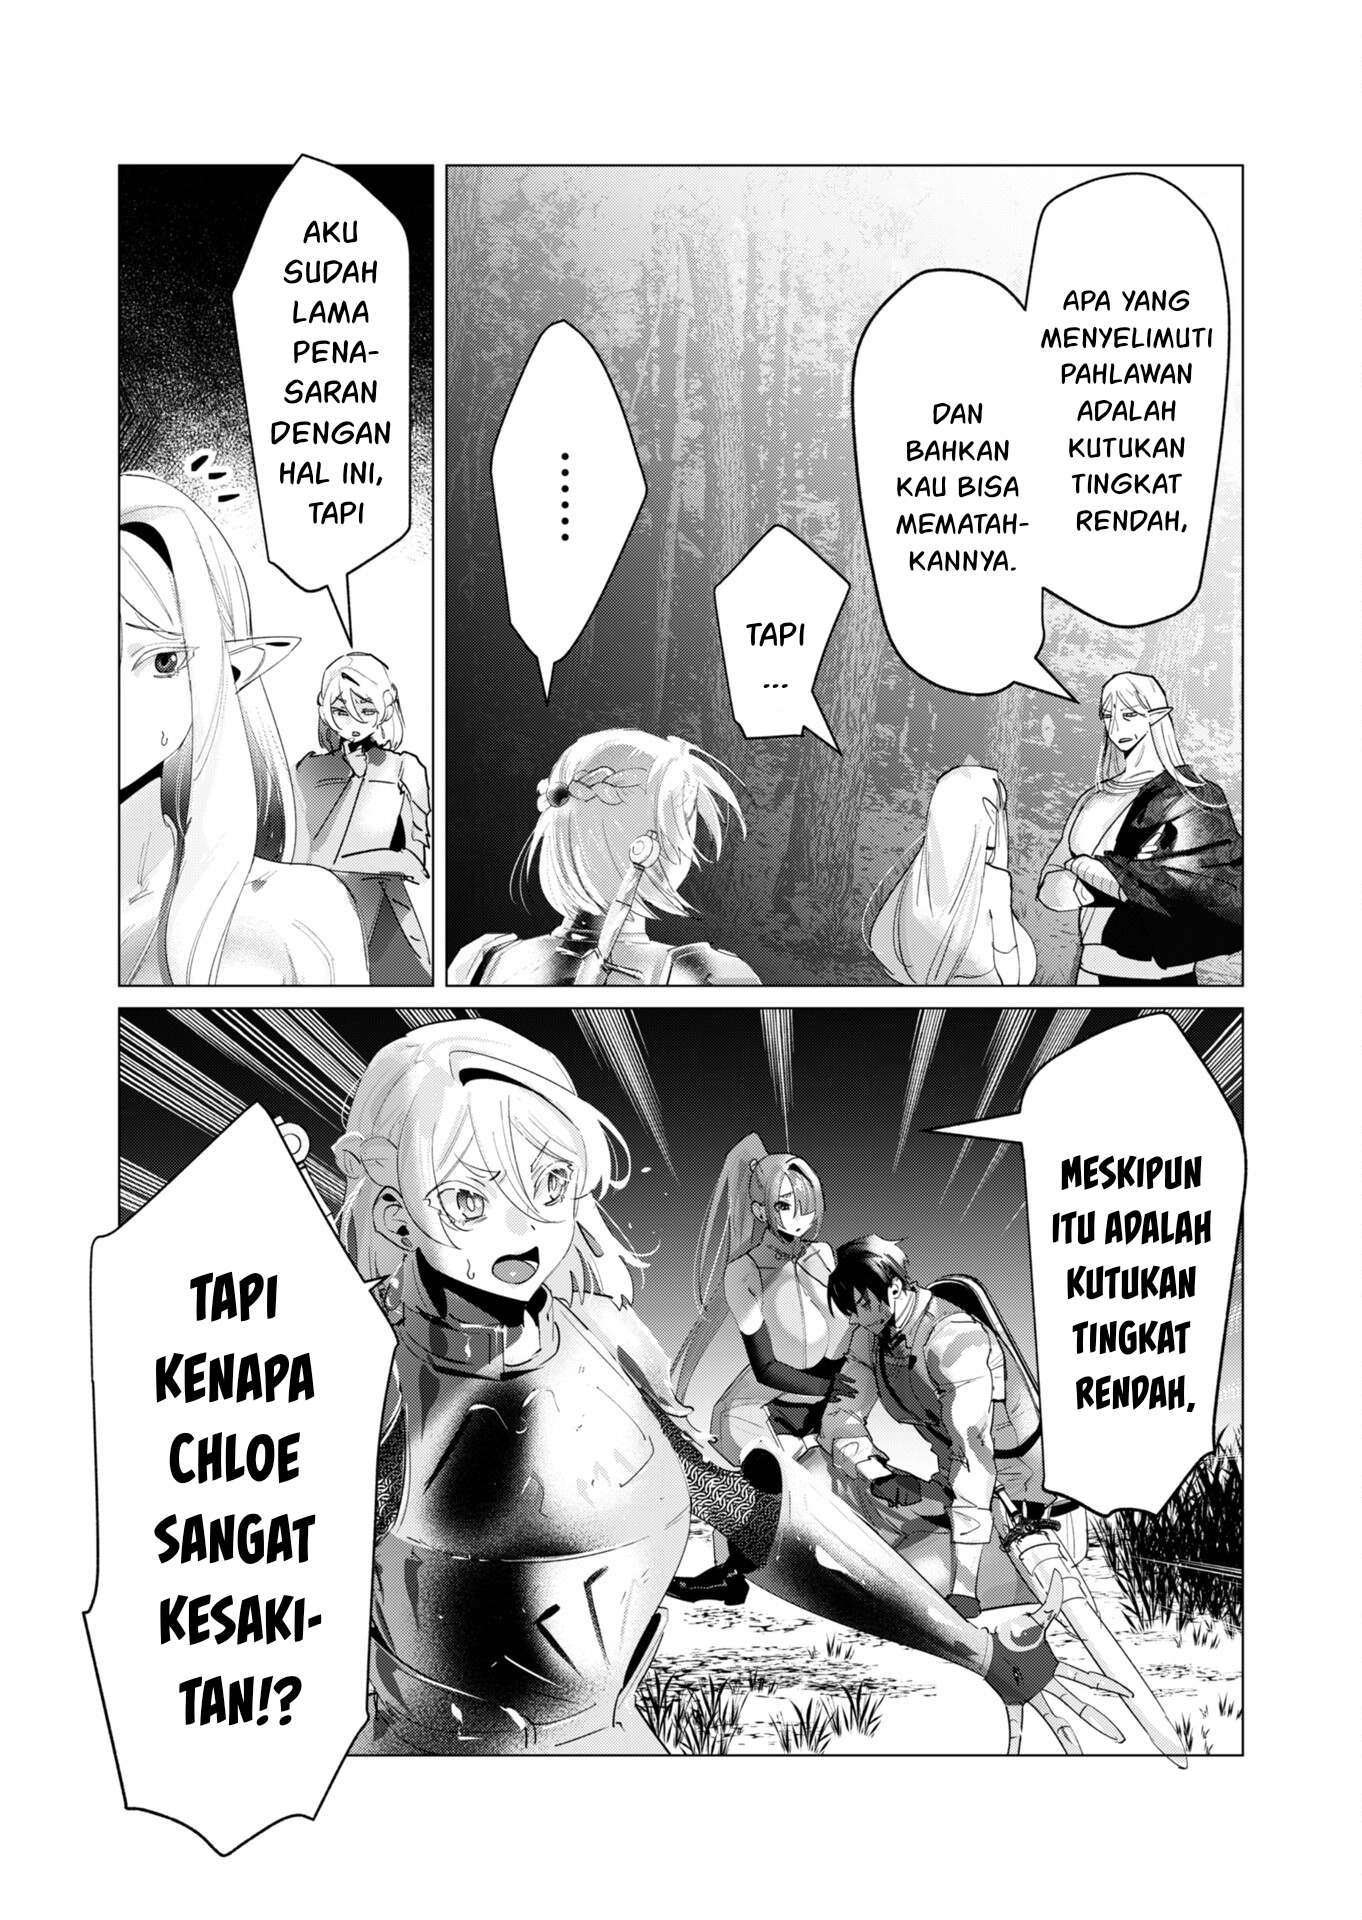 APA YANG
MENYELIMUTI
PAHLAWAN
ADALAH
KUTUKAN
TINGKAT
RENDAH,
DAN
BAHKAN
KAU BISA
MEMATAH-
KANNYA.
TAPI
...
.......
AKU
SUDAH
LAMA
PENA-
SARAN
DENGAN
HAL INI,
TAPI
MESKIPUN
ITU ADALAH
KUTUKAN
TINGKAT
RENDAH,
TAPI
KENAPA
CHLOE
SANGAT
KESAKI-
TAN!?